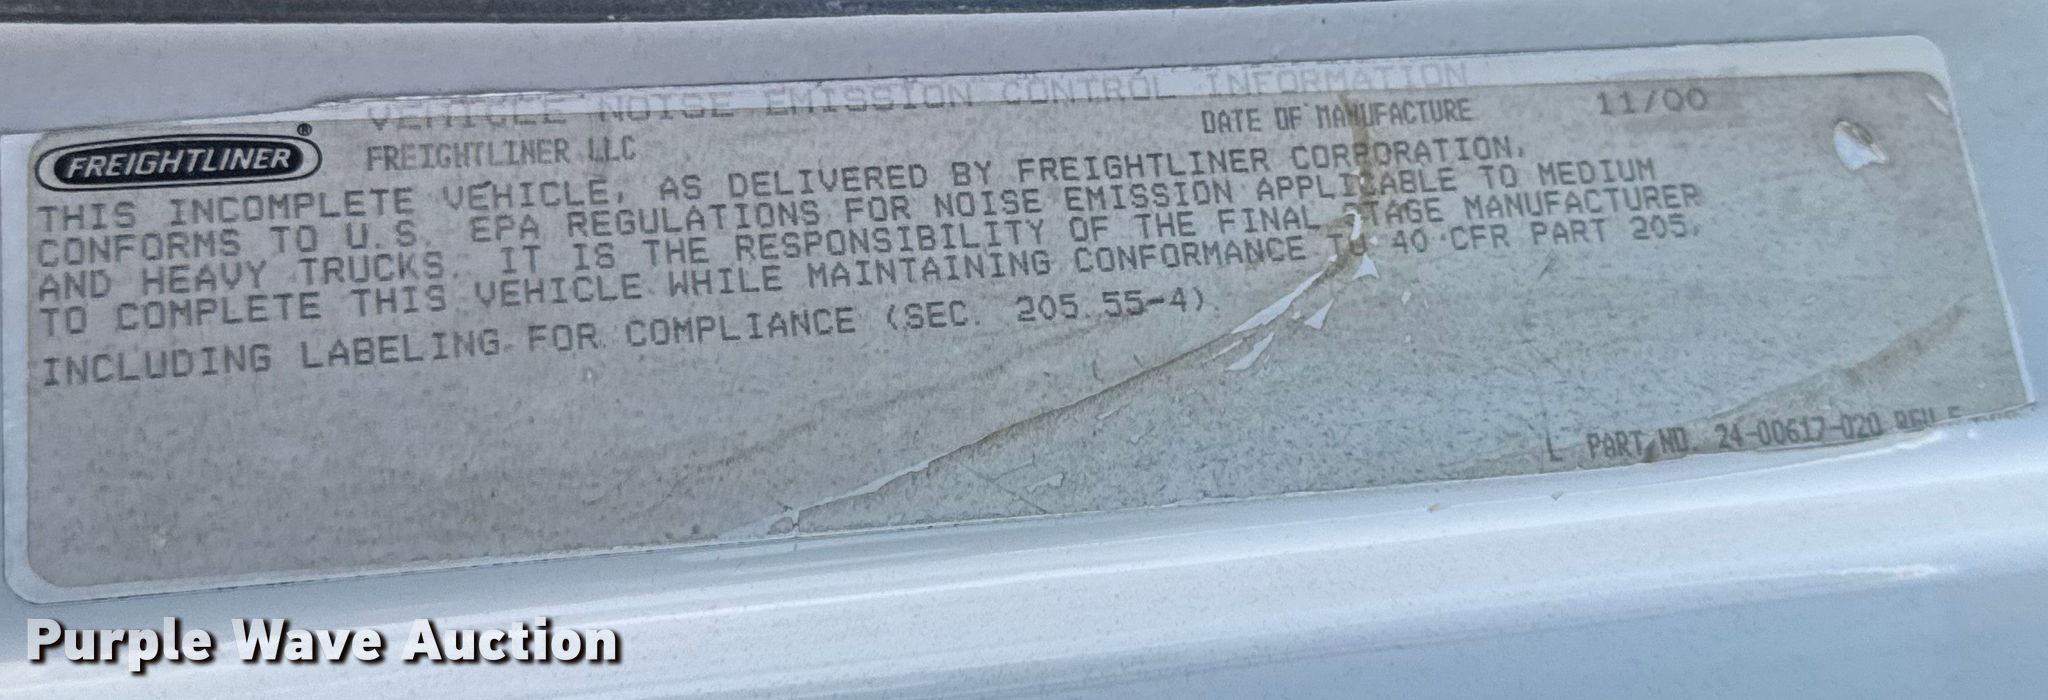 VEHICLE NOISE EMISSION CONTROL INFORMATION
FREIGHTLINER®
FREIGHTLINER LLC DATE OF MANUFACTURE 11/00
THIS INCOMPLETE VEHICLE, AS DELIVERED BY FREIGHTLINER CORPORATION,
CONFORMS TO U.S. EPA REGULATIONS FOR NOISE EMISSION APPLICABLE TO MEDIUM
AND HEAVY TRUCKS. IT IS THE RESPONSIBILITY OF THE FINAL STAGE MANUFACTURER
TO COMPLETE THIS VEHICLE WHILE MAINTAINING CONFORMANCE TO 40 CFR PART 205,
INCLUDING LABELING FOR COMPLIANCE (SEC. 205.55-4).
L PART NO. 24-00617-020
Purple Wave Auction